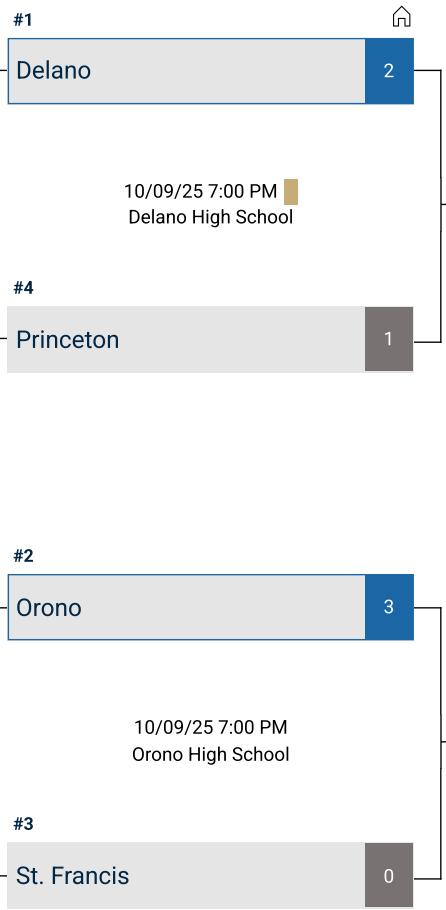 #1
Delano
2
10/09/25 7:00 PM
Delano High School
#4
Princeton
1
#2
Orono
3
10/09/25 7:00 PM
Orono High School
#3
St. Francis
0